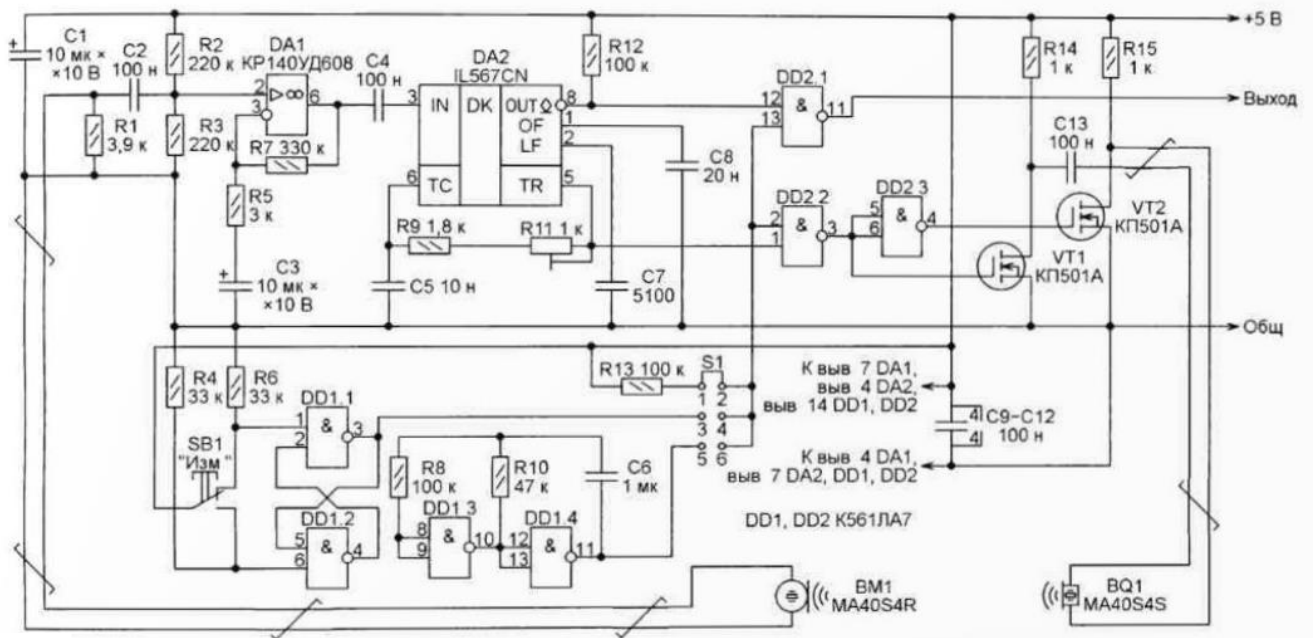 +5 В
C1
10 мк ×
×10 В
C2
100 н
R2
220 к
DA1
КР140УД608
C4
100 н
DA2
IL567CN
R12
100 к
R14
1 к
R15
1 к
2
3
▷∞
6
3
IN
DK
OUT
OF
LF
8
1
2
TC
TR
6
5
12
13
DD2.1
&
11
Выход
R1
3,9 к
R3
220 к
R7 330 к
C8
20 н
C13
100 н
R5
3 к
R9 1,8 к
R11 1 к
DD2 2
2
1
&
3
DD2 3
5
6
&
4
VT2
КП501А
VT1
КП501А
C3
10 мк ×
×10 В
C5 10 н
C7
5100
Общ
R4
33 к
R6
33 к
DD1.1
1
2
&
3
R13 100 к
S1
1 2
3 4
5 6
К выв 7 DA1,
выв 4 DA2,
выв 14 DD1, DD2
4
4
C9–C12
100 н
К выв 4 DA1,
выв 7 DA2, DD1, DD2
SB1
"Изм "
R8
100 к
R10
47 к
C6
1 мк
DD1.2
5
6
&
4
DD1.3
8
9
&
10
DD1.4
12
13
&
11
DD1, DD2 К561ЛА7
BM1
MA40S4R
BQ1
MA40S4S